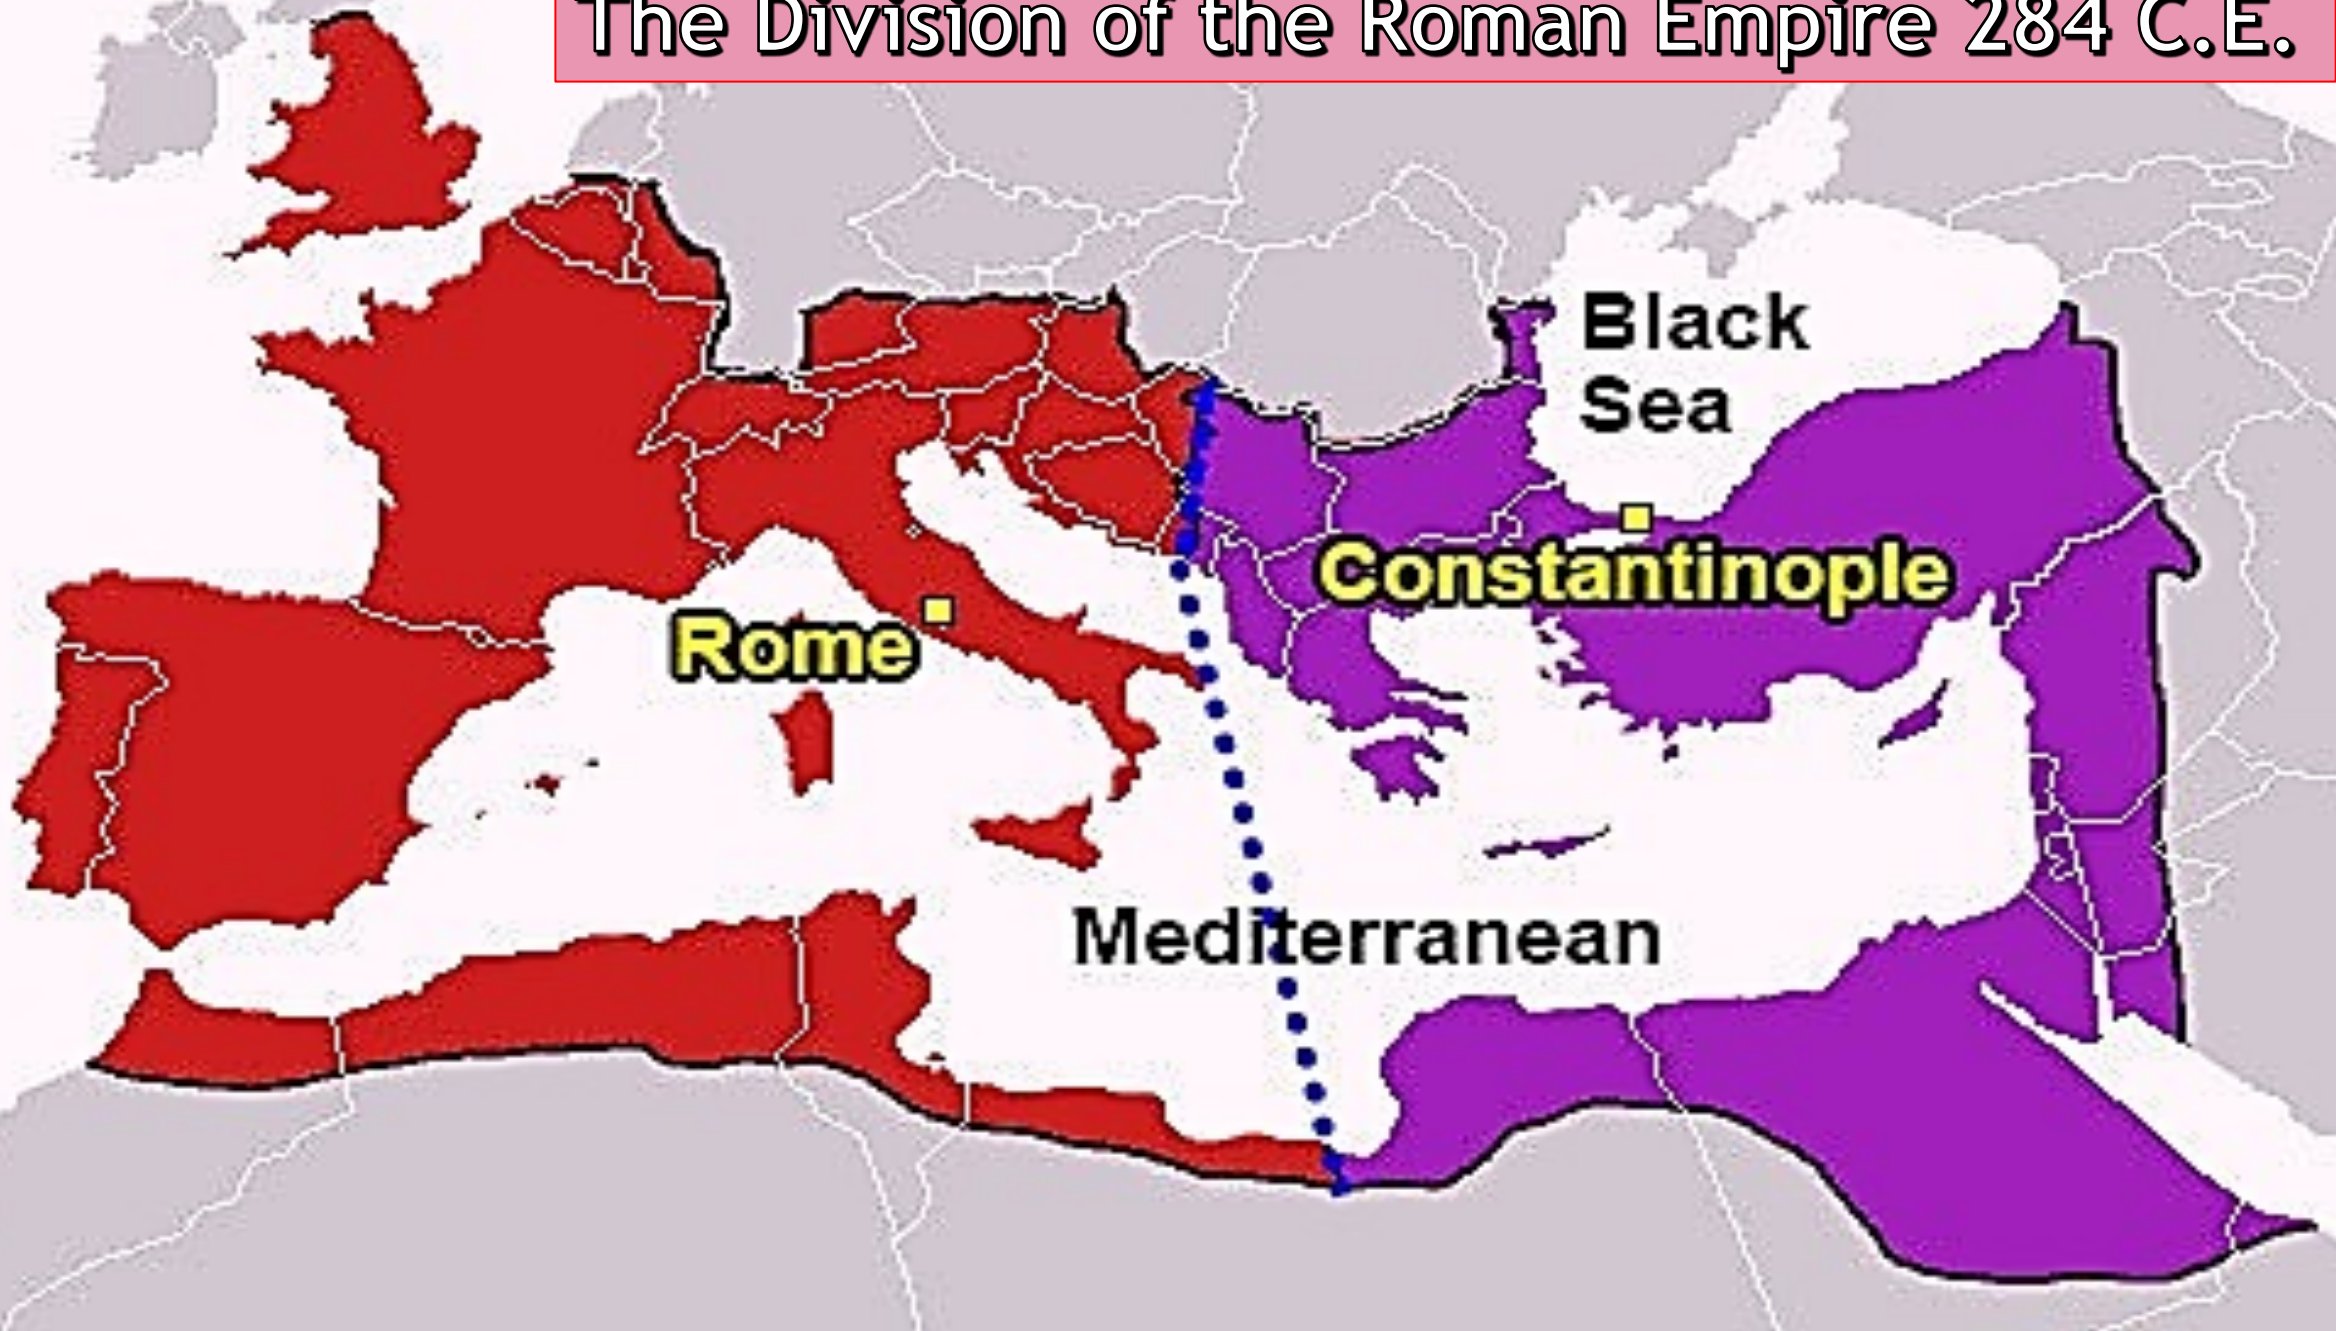 The Division of the Roman Empire 284 C.E.
Black
Sea
Constantinople
Rome
Mediterranean